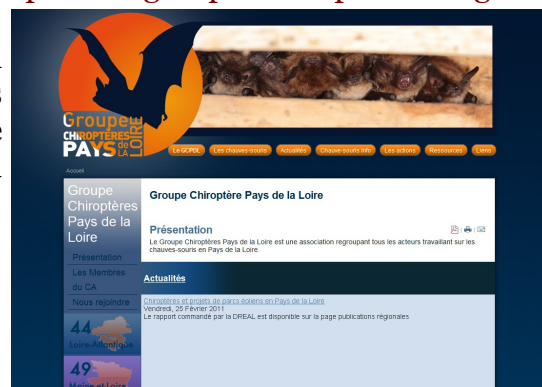 Groupe
CHIROPTÈRES
PAYS DE LA LOIRE
Le GCPDL
Les chauves-souris
Actualités
Chauve-souris Info
Les actions
Ressources
Liens
Accueil
Groupe
Chiroptères
Pays de la
Loire
Présentation
Les Membres
du CA
Nous rejoindre
44
Loire-Atlantique
49
Maine et Loire
Groupe Chiroptère Pays de la Loire
Présentation
Le Groupe Chiroptères Pays de la Loire est une association regroupant tous les acteurs travaillant sur les
chauves-souris en Pays de la Loire.
Actualités
Chiroptères et projets de parcs éoliens en Pays de la Loire
Vendredi, 25 Février 2011
Le rapport commandé par la DREAL est disponible sur la page publications régionales